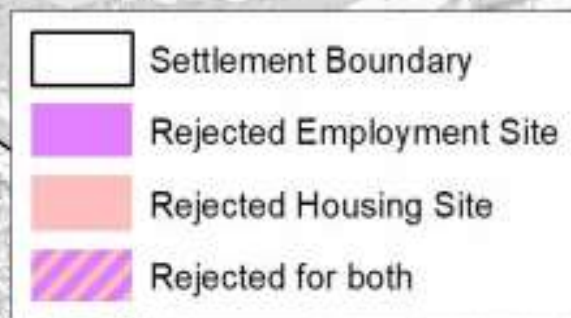 Settlement Boundary
Rejected Employment Site
Rejected Housing Site
Rejected for both